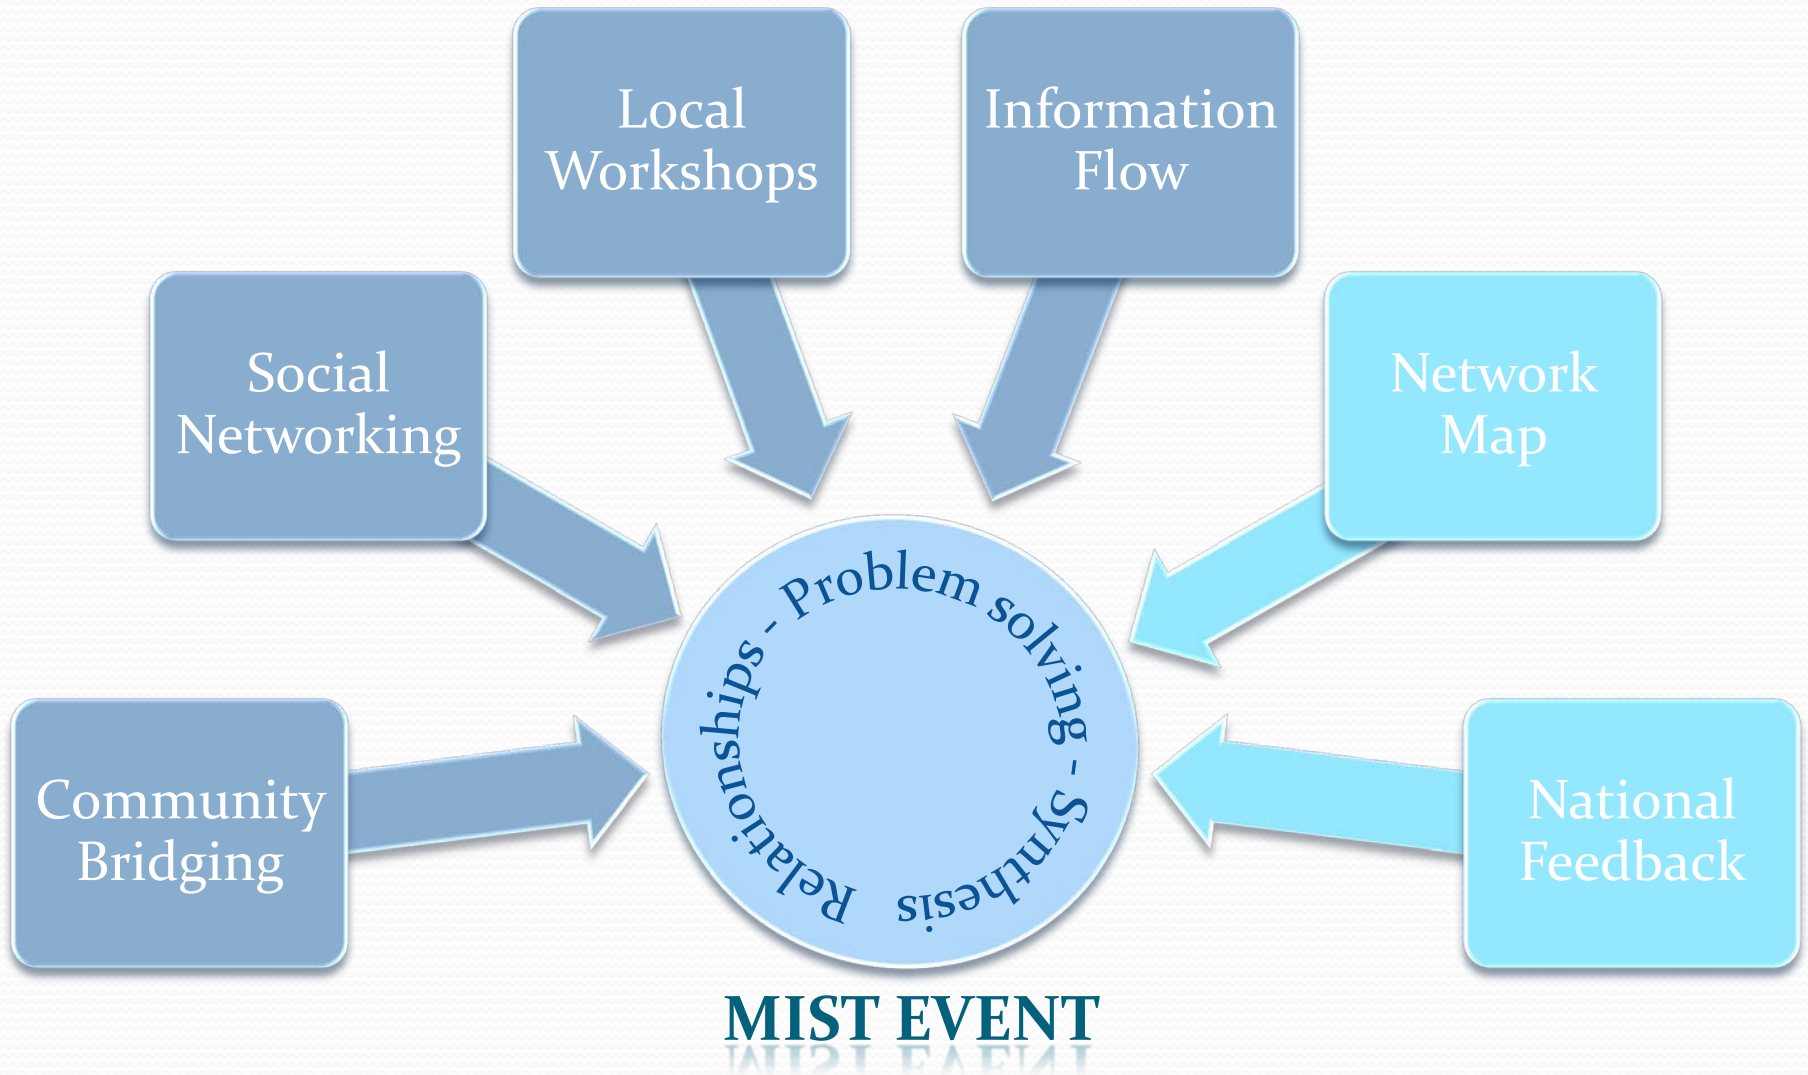 Local
Workshops
Information
Flow
Social
Networking
Network
Map
Relationships - Problem solving - Synthesis
Community
Bridging
National
Feedback
MIST EVENT